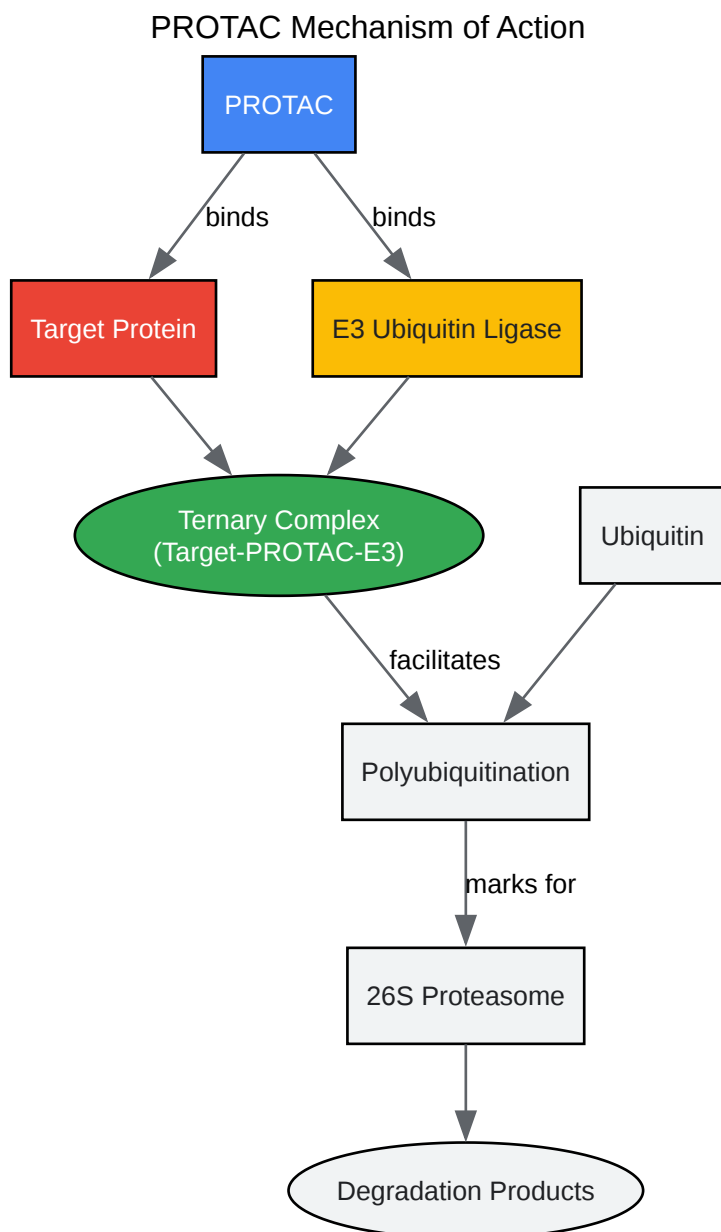 PROTAC Mechanism of Action
PROTAC
binds
binds
Target Protein
E3 Ubiquitin Ligase
Ternary Complex
(Target-PROTAC-E3)
Ubiquitin
facilitates
Polyubiquitination
marks for
26S Proteasome
Degradation Products